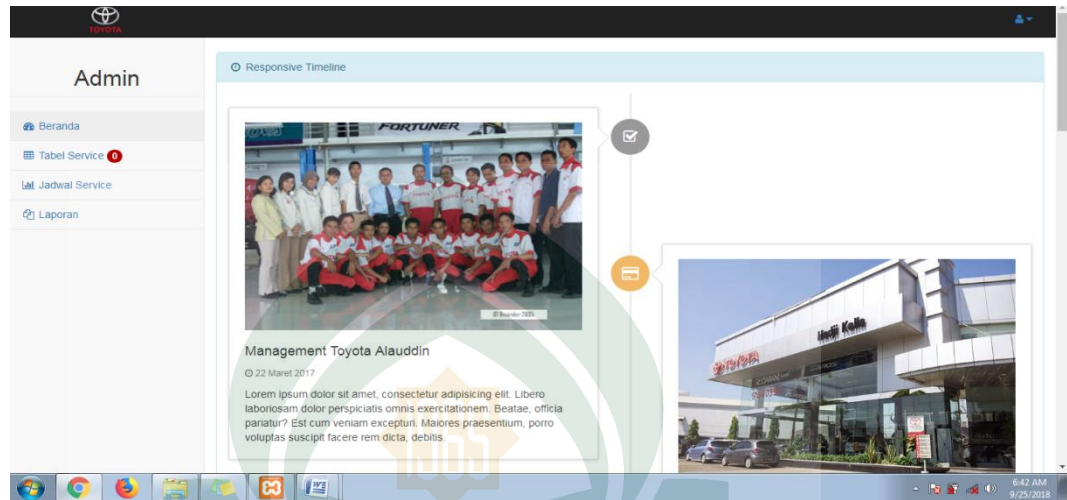 TOYOTA
Admin
Beranda
Tabel Service 0
Jadwal Service
Laporan
Responsive Timeline
FORTUNER
Management Toyota Alauddin
22 Maret 2017
Lorem ipsum dolor sit amet, consectetur adipisicing elit. Libero
laboriosam dolor perspiciatis omnis exercitationem. Beatae, officia
pariatur? Est cum veniam excepturi. Maiores praesentium, porro
voluptas suscipit facere rem dicta, debitis.
Hadji Kalla
TOYOTA
6:42 AM
9/25/2018